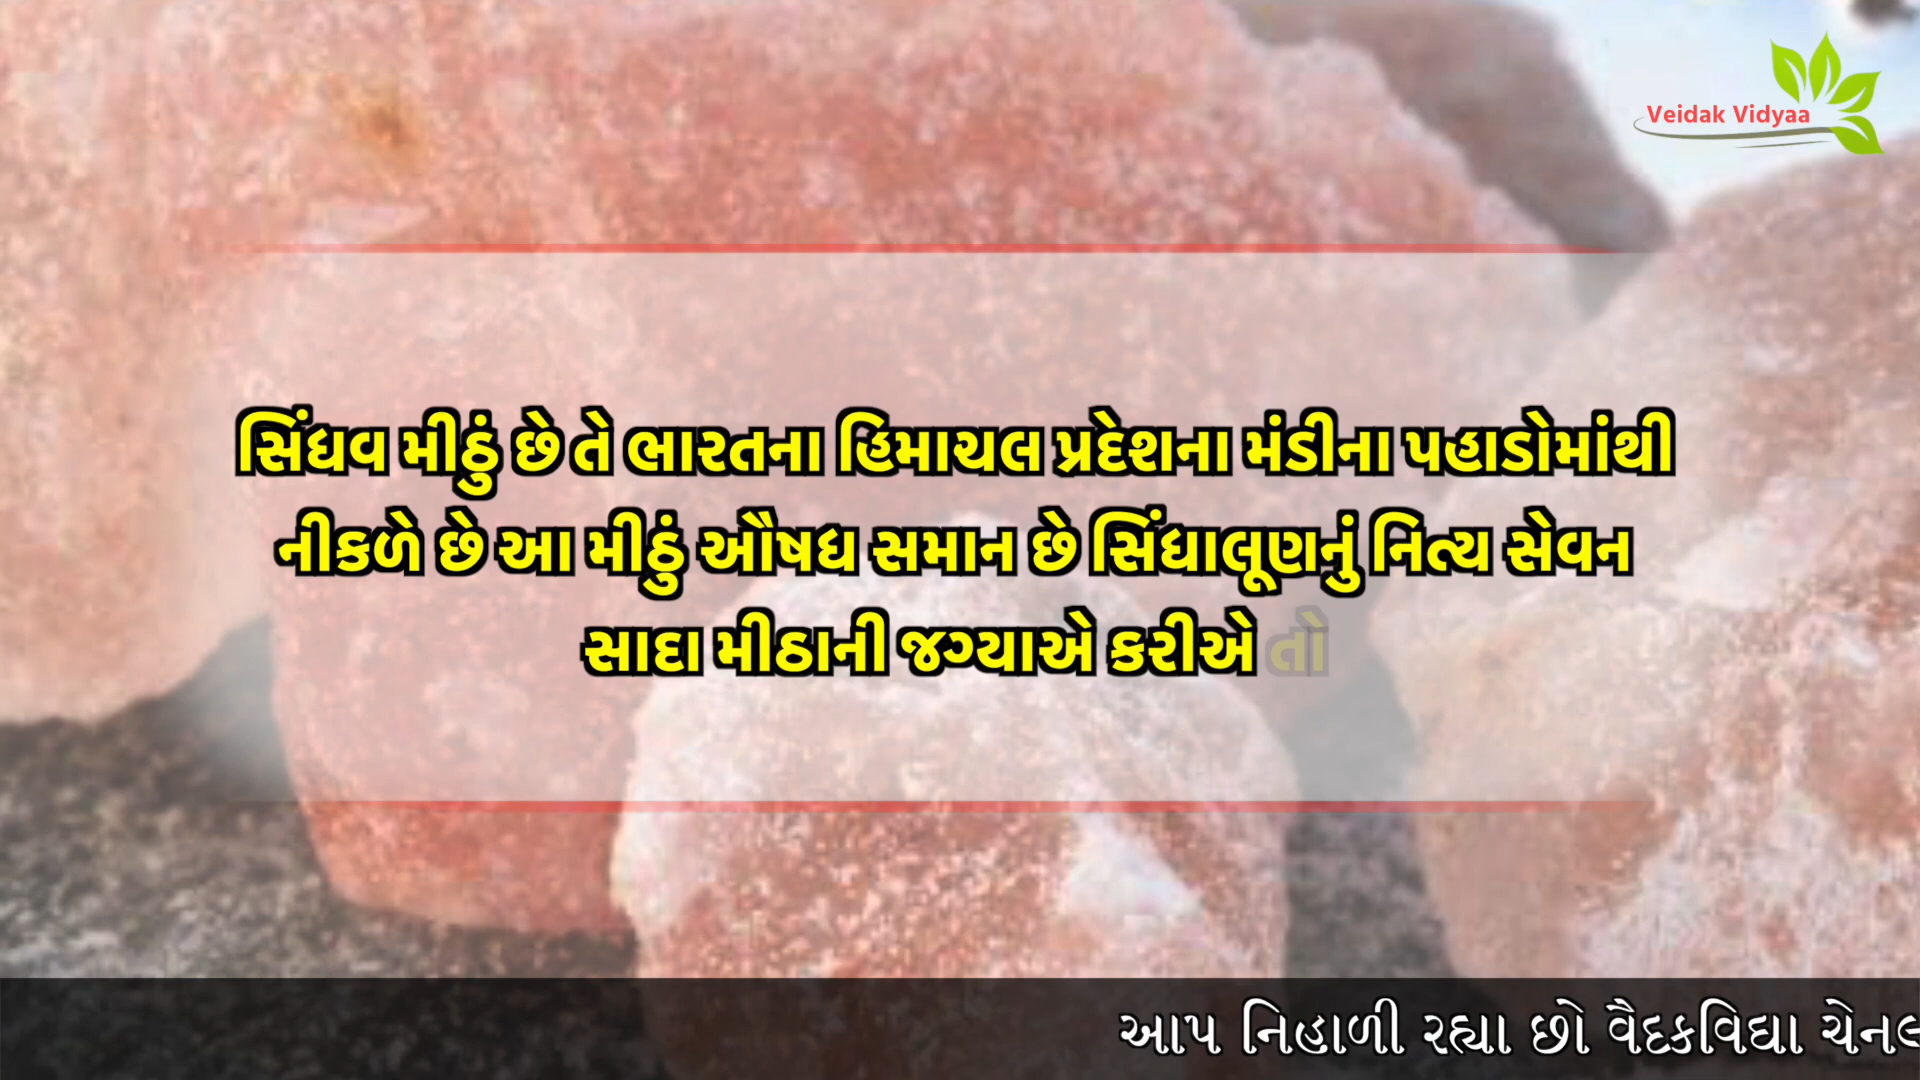 Veidak Vidyaa
સિંધવ મીઠું છે તે ભારતના હિમાચલ પ્રદેશના મંડીના પહાડોમાંથી
નીકળે છે આ મીઠું ઔષધ સમાન છે સિંધાલૂણનું નિત્ય સેવન
સાદા મીઠાની જગ્યાએ કરીએ તો
આપ નિહાળી રહ્યા છો વૈદકવિદ્યા ચેનલ